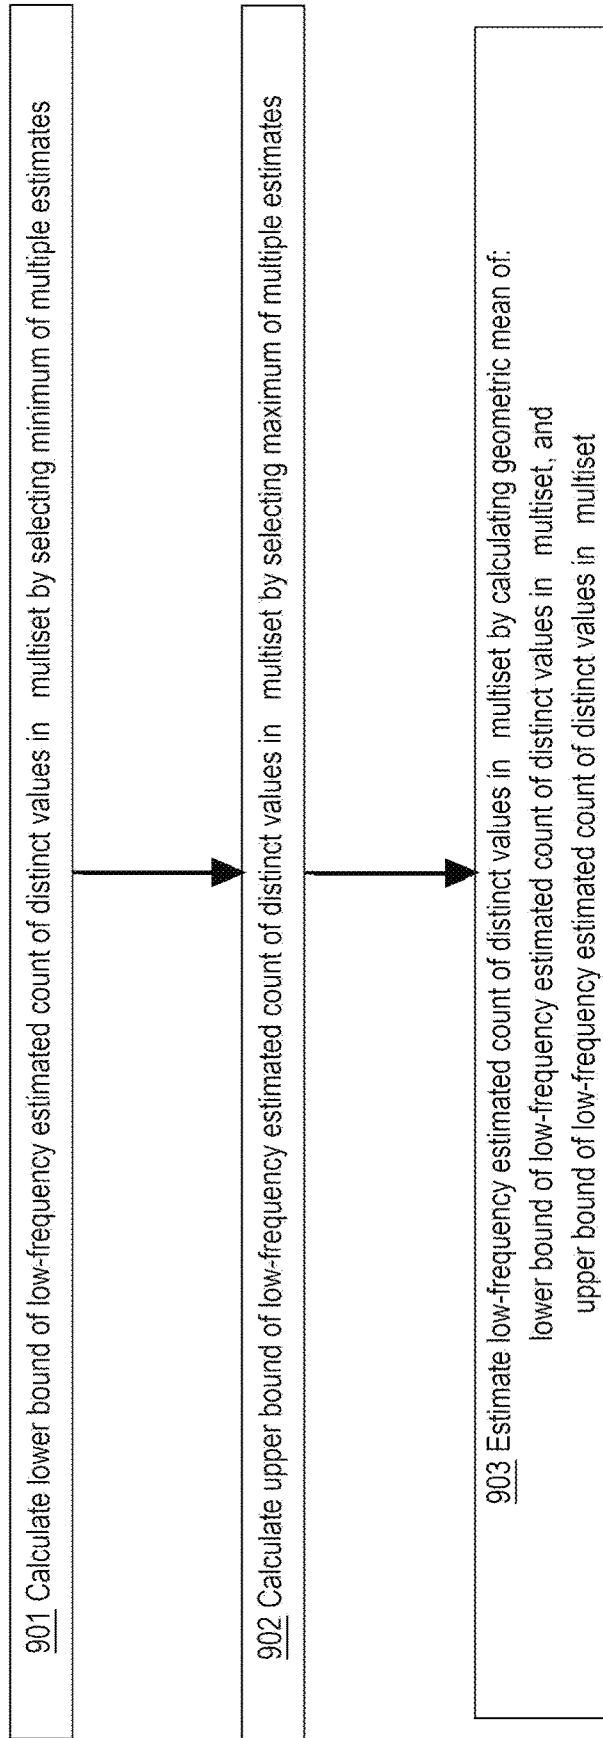 901 Calculate lower bound of low-frequency estimated count of distinct values in multiset by selecting minimum of multiple estimates
902 Calculate upper bound of low-frequency estimated count of distinct values in multiset by selecting maximum of multiple estimates
903 Estimate low-frequency estimated count of distinct values in multiset by calculating geometric mean of:
lower bound of low-frequency estimated count of distinct values in multiset, and
upper bound of low-frequency estimated count of distinct values in multiset